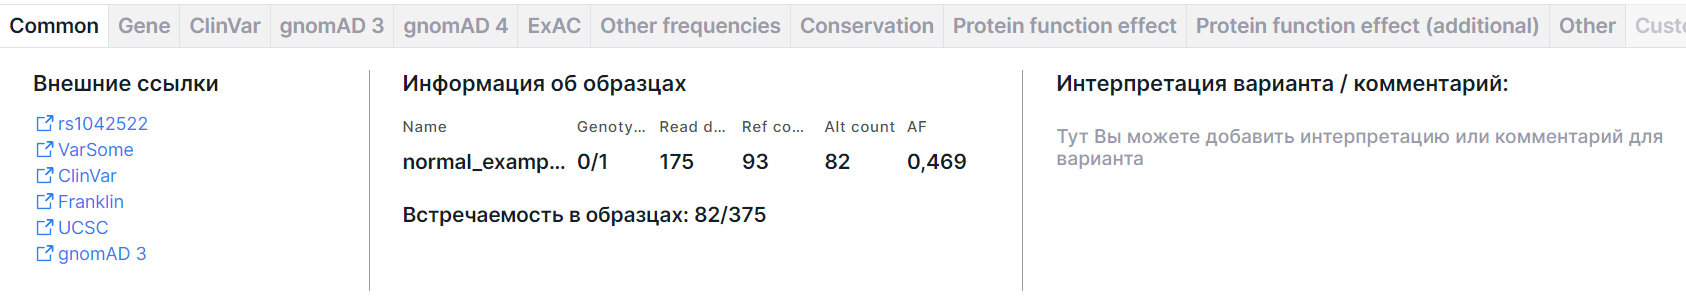 Common Gene ClinVar gnomAD 3 gnomAD 4 ExAC Other frequencies Conservation Protein function effect Protein function effect (additional) Other Custo
Внешние ссылки
rs1042522
VarSome
ClinVar
Franklin
UCSC
gnomAD 3
Информация об образцах
Name Genoty... Read d... Ref co... Alt count AF
normal_examp... 0/1 175 93 82 0,469
Встречаемость в образцах: 82/375
Интерпретация варианта / комментарий:
Тут Вы можете добавить интерпретацию или комментарий для
варианта